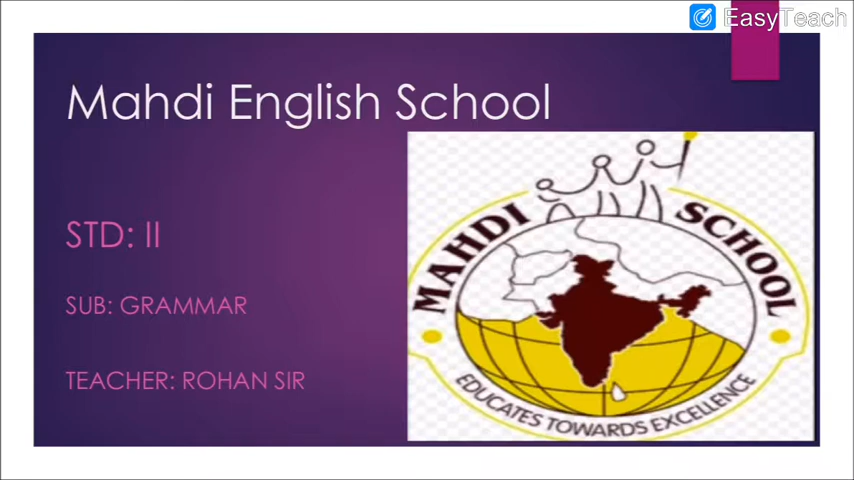 EasyTeach
Mahdi English School
STD: II
SUB: GRAMMAR
TEACHER: ROHAN SIR
MAHDI SCHOOL
EDUCATES TOWARDS EXCELLENCE